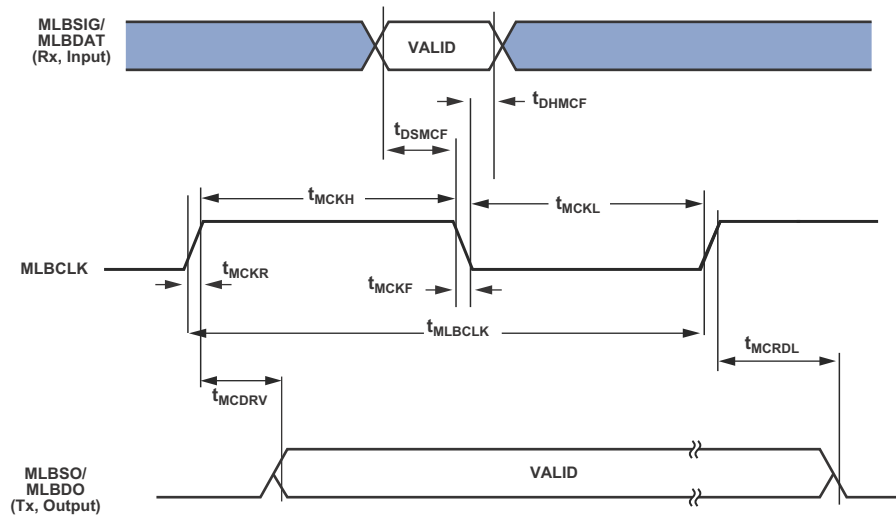 MLBSIG/
MLBDAT
(Rx, Input)
VALID
tDHMCF
tDSMCF
tMCKH
tMCKL
MLBCLK
tMCKR
tMCKF
tMLBCLK
tMCRDL
tMCDRV
MLBSO/
MLBDO
(Tx, Output)
VALID